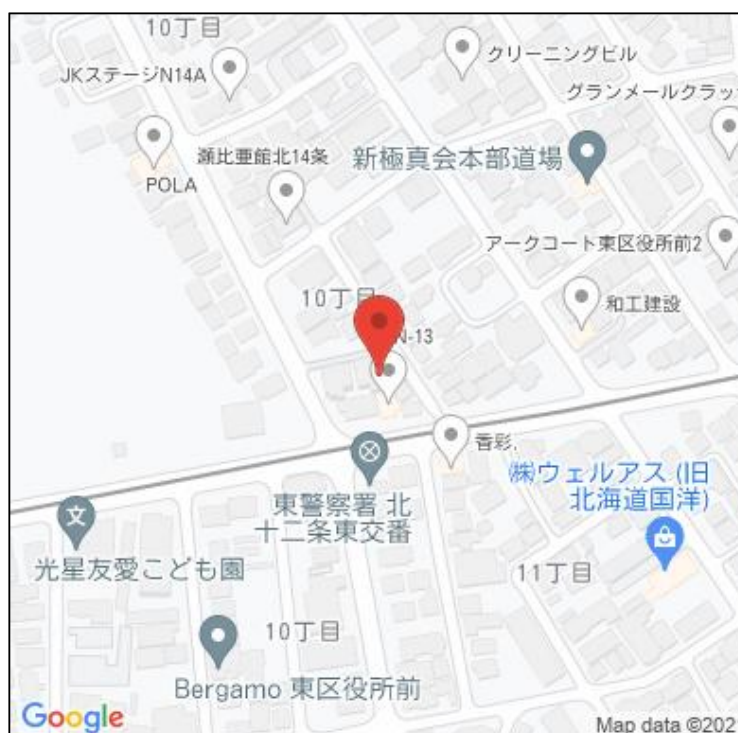 10丁目
クリーニングビル
JKステージN14A
グランメールクラッ
瀬比亜館北14条
新極真会本部道場
POLA
アークコート東区役所前2
10丁目
和工建設
N-13
香彩.
㈱ウェルアス (旧
北海道国洋)
東警察署 北
十二条東交番
光星友愛こども園
11丁目
10丁目
Bergamo 東区役所前
Google
Map data ©202